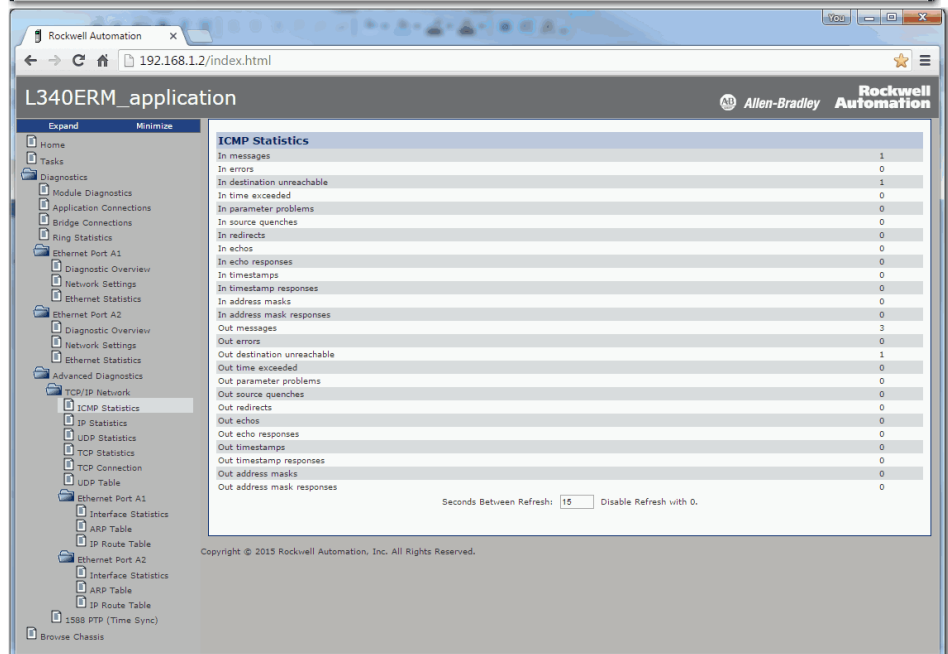 You
Rockwell Automation x
192.168.1.2/index.html
L340ERM_application
AB Allen-Bradley
Rockwell
Automation
Expand Minimize
Home
Tasks
Diagnostics
Module Diagnostics
Application Connections
Bridge Connections
Ring Statistics
Ethernet Port A1
Diagnostic Overview
Network Settings
Ethernet Statistics
Ethernet Port A2
Diagnostic Overview
Network Settings
Ethernet Statistics
Advanced Diagnostics
TCP/IP Network
ICMP Statistics
IP Statistics
UDP Statistics
TCP Statistics
TCP Connection
UDP Table
Ethernet Port A1
Interface Statistics
ARP Table
IP Route Table
Ethernet Port A2
Interface Statistics
ARP Table
IP Route Table
1588 PTP (Time Sync)
Browse Chassis
ICMP Statistics
In messages 1
In errors 0
In destination unreachable 1
In time exceeded 0
In parameter problems 0
In source quenches 0
In redirects 0
In echos 0
In echo responses 0
In timestamps 0
In timestamp responses 0
In address masks 0
In address mask responses 0
Out messages 3
Out errors 0
Out destination unreachable 1
Out time exceeded 0
Out parameter problems 0
Out source quenches 0
Out redirects 0
Out echos 0
Out echo responses 0
Out timestamps 0
Out timestamp responses 0
Out address masks 0
Out address mask responses 0
Seconds Between Refresh: 15 Disable Refresh with 0.
Copyright © 2015 Rockwell Automation, Inc. All Rights Reserved.